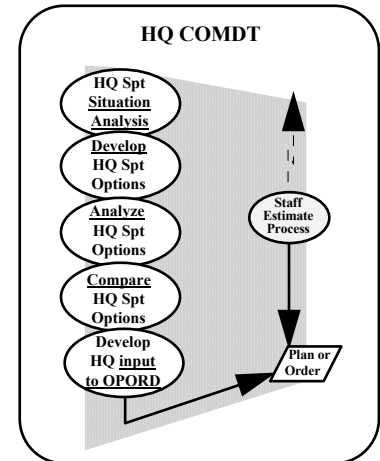 HQ COMDT
HQ Spt
Situation
Analysis
Develop
HQ Spt
Options
Analyze
HQ Spt
Options
Compare
HQ Spt
Options
Develop
HQ input
to OPORD
Staff
Estimate
Process
Plan or
Order